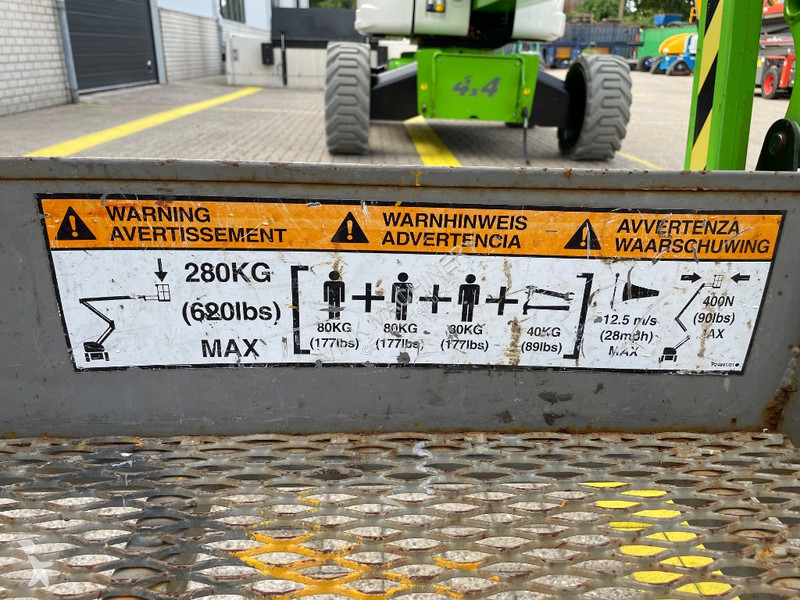 4x4
WARNING
AVERTISSEMENT
WARNHINWEIS
ADVERTENCIA
AVVERTENZA
WAARSCHUWING
280KG
(620lbs)
MAX
80KG
(177lbs)
80KG
(177lbs)
80KG
(177lbs)
40KG
(89lbs)
12.5 m/s
(28mph)
MAX
400N
(90lbs)
MAX